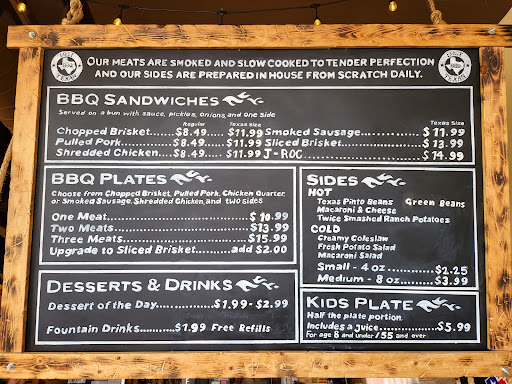 OUR MEATS ARE SMOKED AND SLOW COOKED TO TENDER PERFECTION
AND OUR SIDES ARE PREPARED IN HOUSE FROM SCRATCH DAILY.
TEXAN
TEXAN
BBQ SANDWICHES
Served on a bun with sauce, pickles, onions, and one side
Regular Texas Size Texas Size
Chopped Brisket.....$8.49..... $11.99 Smoked Sausage..........$ 11.99
Pulled Pork............$8.49..... $11.99 Sliced Brisket..............$ 13.99
Shredded Chicken....$8.49..... $11.99 J-ROC..........................$ 14.99
BBQ PLATES
Choose from Chopped Brisket, Pulled Pork, Chicken Quarter,
or Smoked Sausage, Shredded Chicken, and two sides
One Meat..............................$ 10.99
Two Meats............................$13.99
Three Meats.........................$15.99
Upgrade to Sliced Brisket.........add $2.00
DESSERTS & DRINKS
Dessert of the Day...............$1.99-$2.99
Fountain Drinks..........$1.99 Free Refills
SIDES
HOT
Texas Pinto Beans Green Beans
Macaroni & Cheese
Twice Smashed Ranch Potatoes
COLD
Creamy Coleslaw
Fresh Potato Salad
Macaroni Salad
Small - 4 oz..............$2.25
Medium - 8 oz..........$3.99
KIDS PLATE
Half the plate portion.
Includes a juice...............$5.99
For age 8 and under / 55 and over